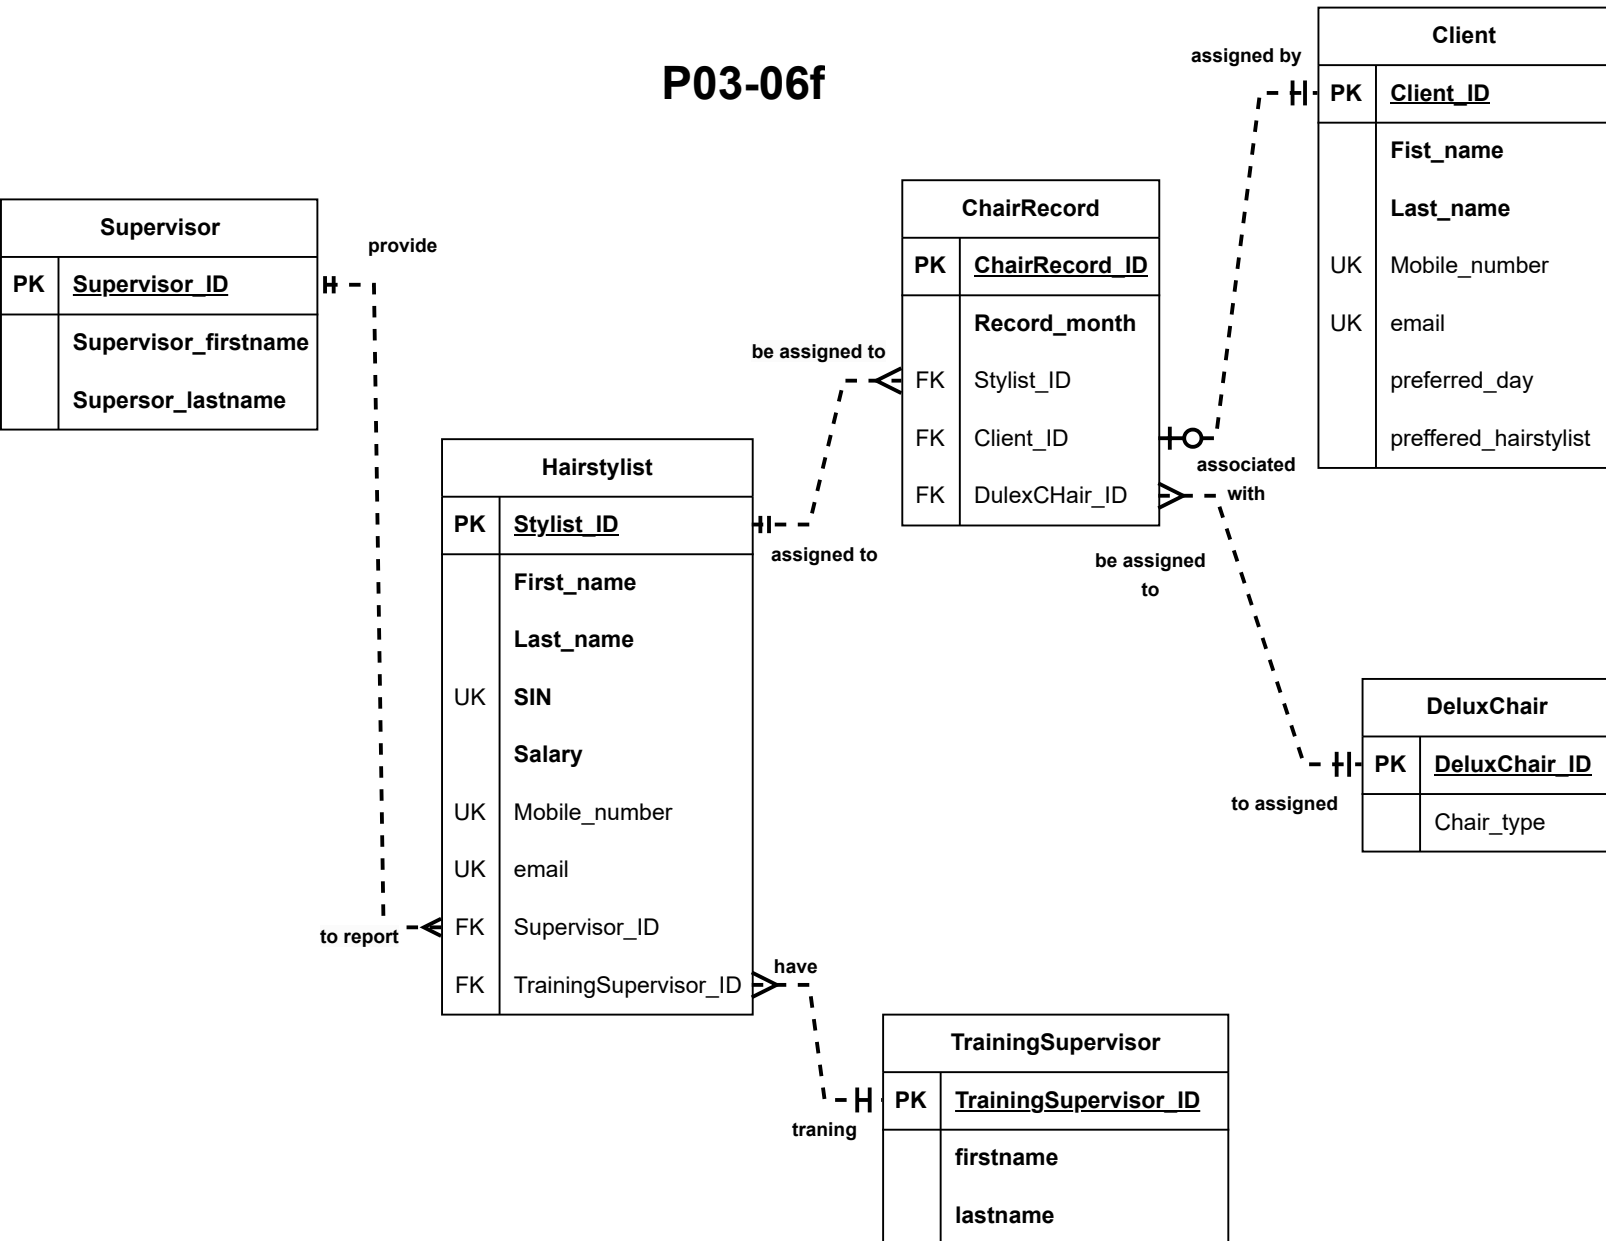 P03-06f
assigned by
Client
PK Client_ID
Fist_name
Last_name
UK Mobile_number
UK email
preferred_day
preffered_hairstylist
Supervisor
PK Supervisor_ID
Supervisor_firstname
Supersor_lastname
provide
ChairRecord
PK ChairRecord_ID
Record_month
FK Stylist_ID
FK Client_ID
FK DulexCHair_ID
be assigned to
associated
with
Hairstylist
PK Stylist_ID
First_name
Last_name
UK SIN
Salary
UK Mobile_number
UK email
FK Supervisor_ID
FK TrainingSupervisor_ID
assigned to
be assigned
to
DeluxChair
PK DeluxChair_ID
Chair_type
to assigned
to report
have
TrainingSupervisor
PK TrainingSupervisor_ID
firstname
lastname
traning